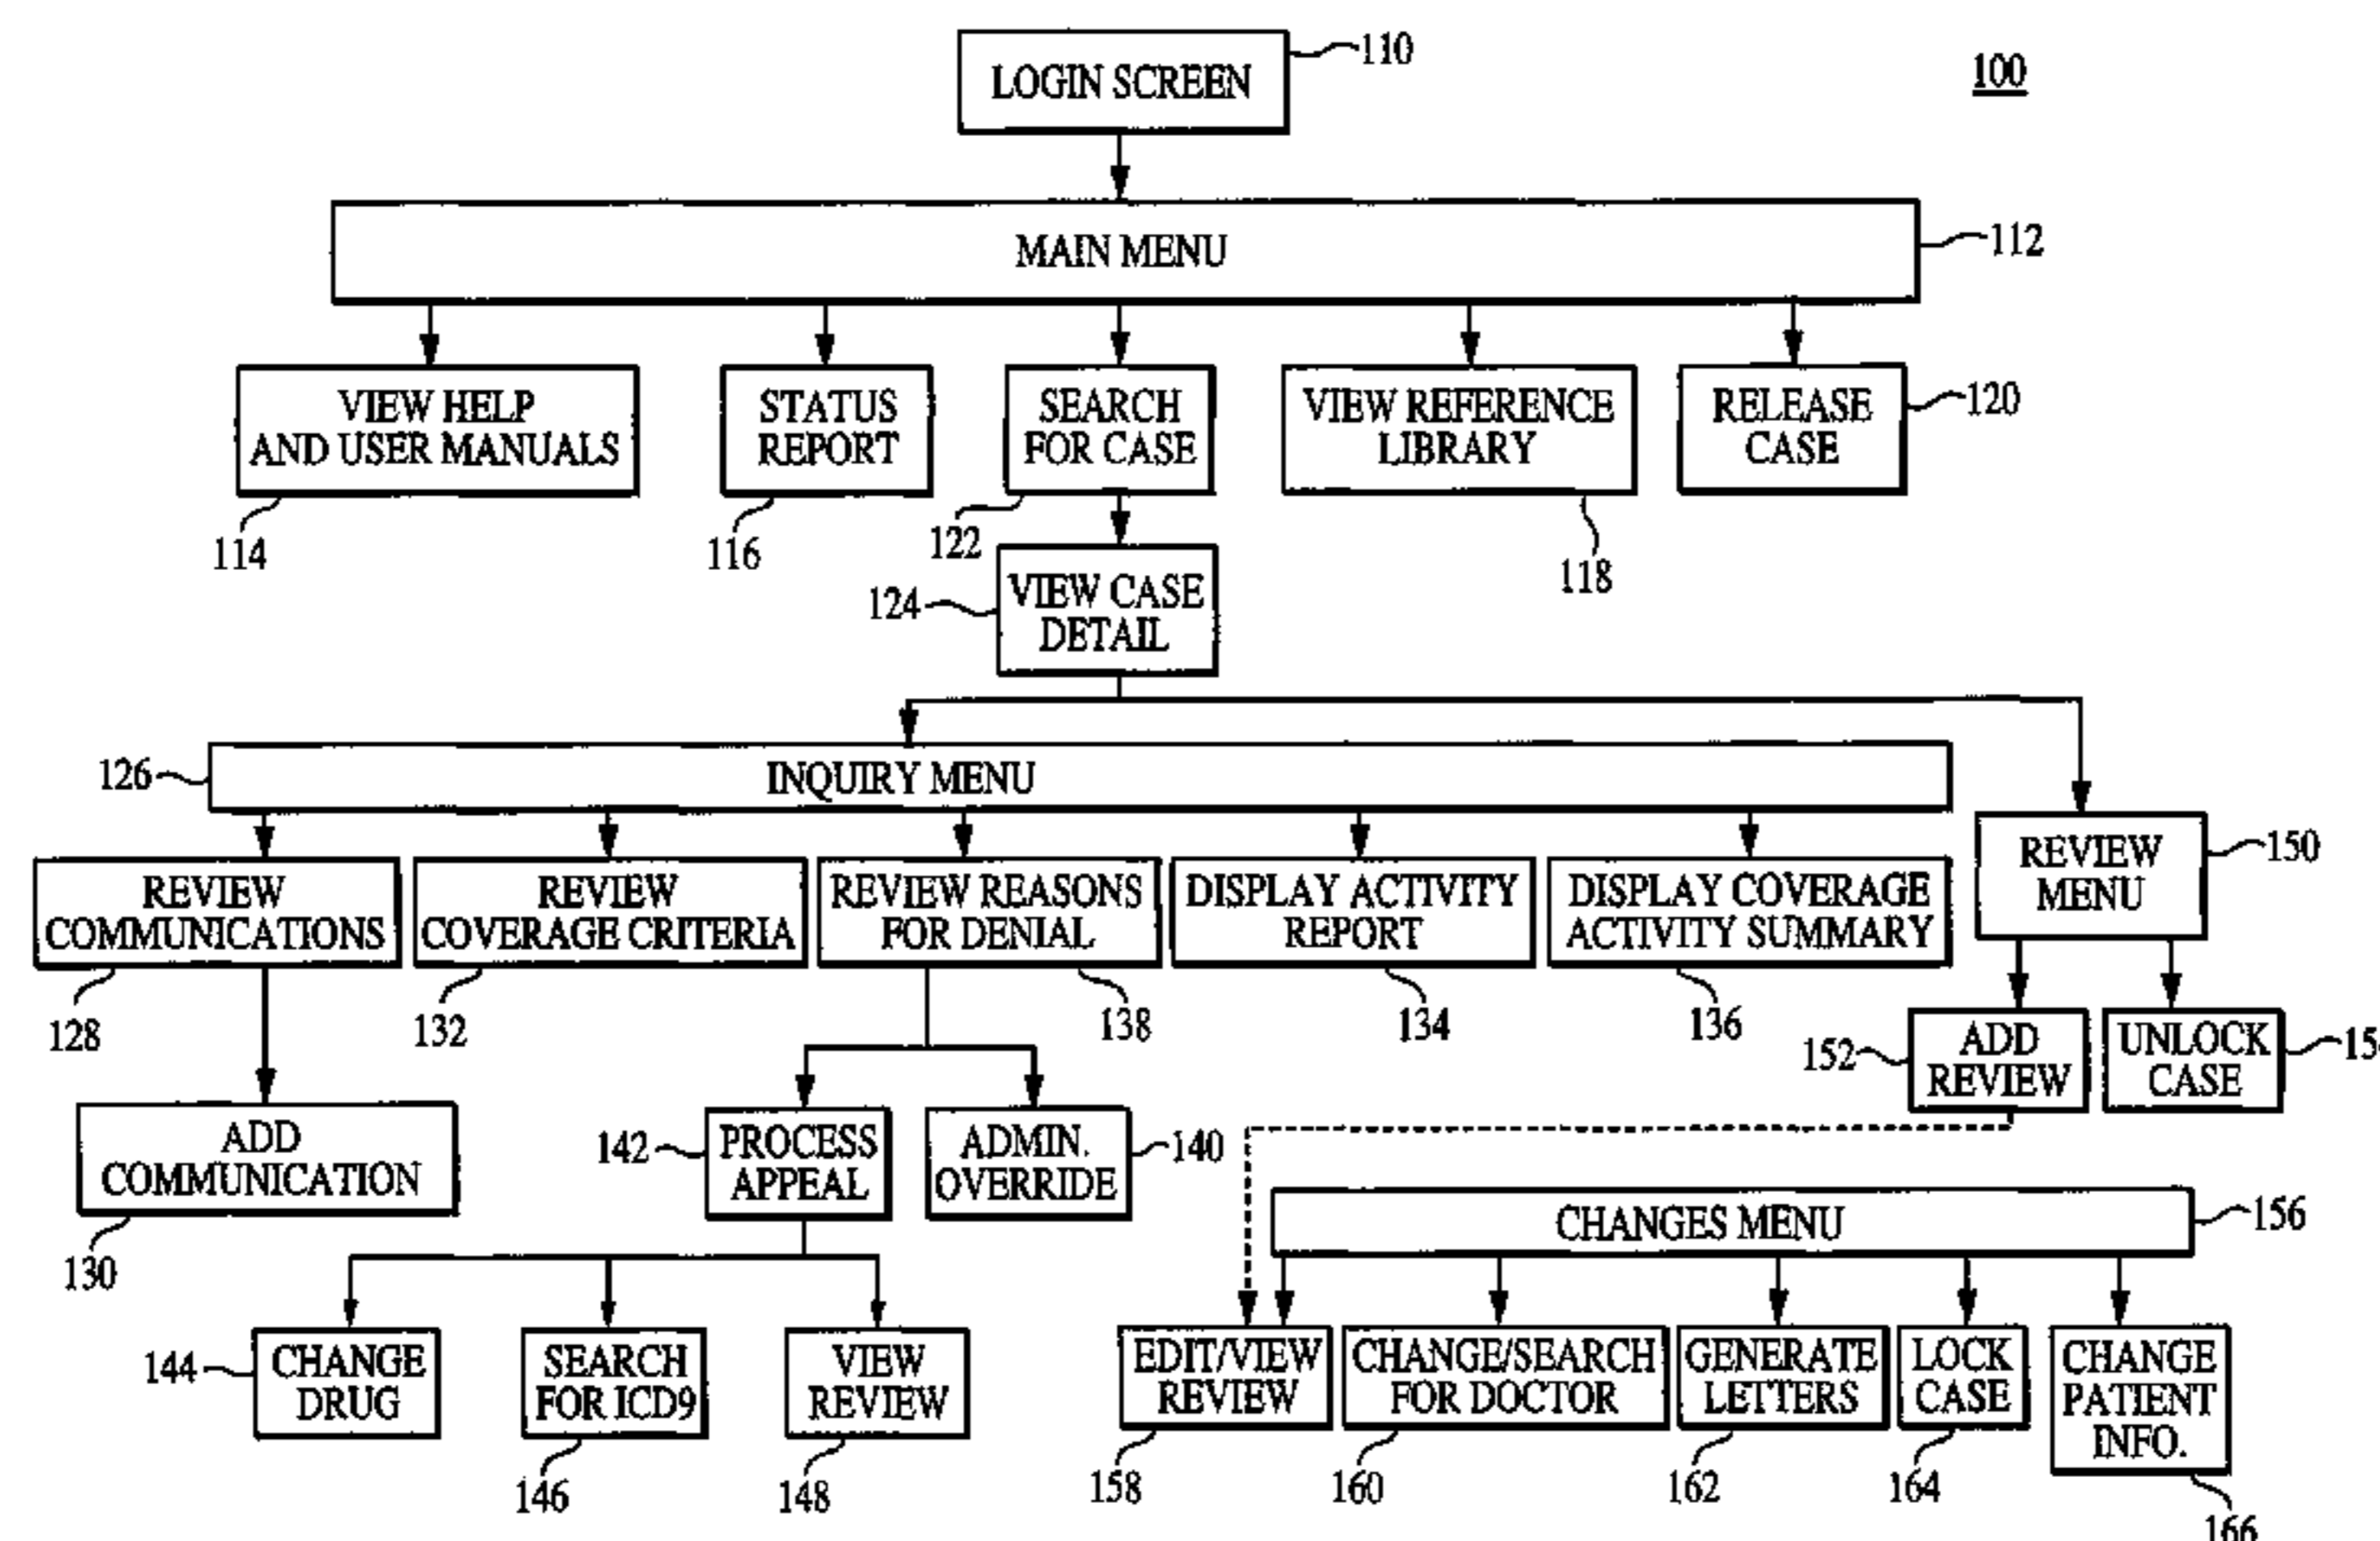 110
LOGIN SCREEN
100
MAIN MENU
112
VIEW HELP
AND USER MANUALS
STATUS
REPORT
SEARCH
FOR CASE
VIEW REFERENCE
LIBRARY
RELEASE
CASE
120
114
116
122
118
124
VIEW CASE
DETAIL
126
INQUIRY MENU
REVIEW
COMMUNICATIONS
REVIEW
COVERAGE CRITERIA
REVIEW REASONS
FOR DENIAL
DISPLAY ACTIVITY
REPORT
DISPLAY COVERAGE
ACTIVITY SUMMARY
REVIEW
MENU
150
128
132
138
134
136
152
ADD
REVIEW
UNLOCK
CASE
ADD
COMMUNICATION
130
142
PROCESS
APPEAL
ADMIN.
OVERRIDE
140
CHANGES MENU
156
144
CHANGE
DRUG
SEARCH
FOR ICD9
VIEW
REVIEW
146
148
EDIT/VIEW
REVIEW
CHANGE/SEARCH
FOR DOCTOR
GENERATE
LETTERS
LOCK
CASE
CHANGE
PATIENT
INFO.
158
160
162
164
166